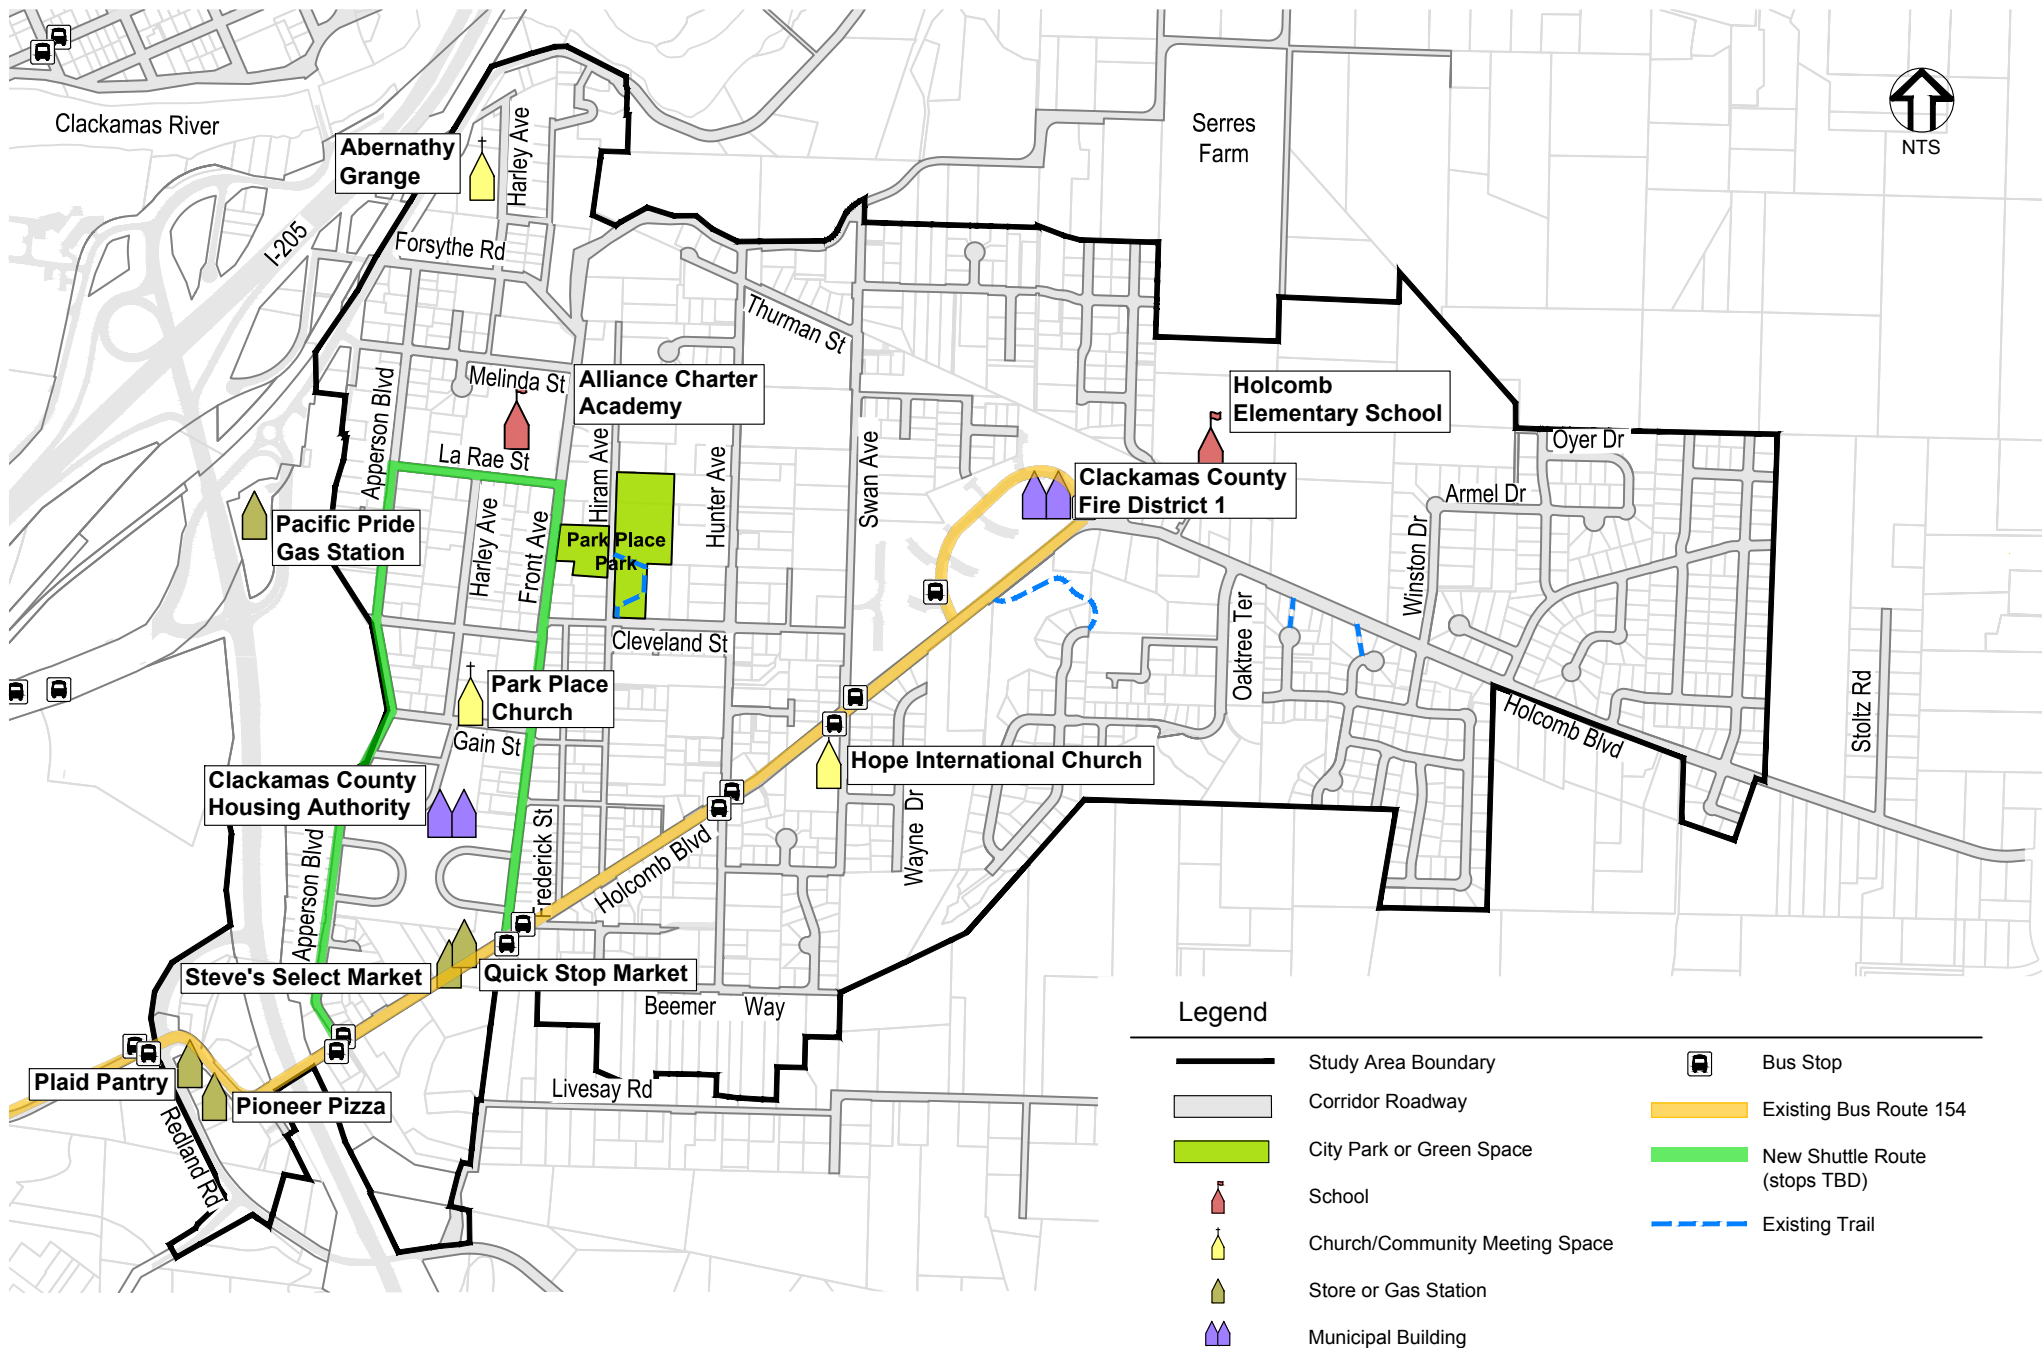 Clackamas River
Abernathy
Grange
Harley Ave
I-205
Forsythe Rd
Serres
Farm
NTS
Thurman St
Melinda St
Alliance Charter
Academy
Holcomb
Elementary School
Apperson Blvd
La Rae St
Hiram Ave
Hunter Ave
Swan Ave
Oyer Dr
Armel Dr
Clackamas County
Fire District 1
Pacific Pride
Gas Station
Harley Ave
Front Ave
Park Place
Park
Winston Dr
Cleveland St
Oaktree Ter
Park Place
Church
Gain St
Holcomb Blvd
Stoltz Rd
Hope International Church
Clackamas County
Housing Authority
Apperson Blvd
Frederick St
Holcomb Blvd
Wayne Dr
Steve's Select Market
Quick Stop Market
Beemer Way
Livesay Rd
Plaid Pantry
Pioneer Pizza
Redland Rd
Legend
Study Area Boundary
Corridor Roadway
City Park or Green Space
School
Church/Community Meeting Space
Store or Gas Station
Municipal Building
Bus Stop
Existing Bus Route 154
New Shuttle Route
(stops TBD)
Existing Trail